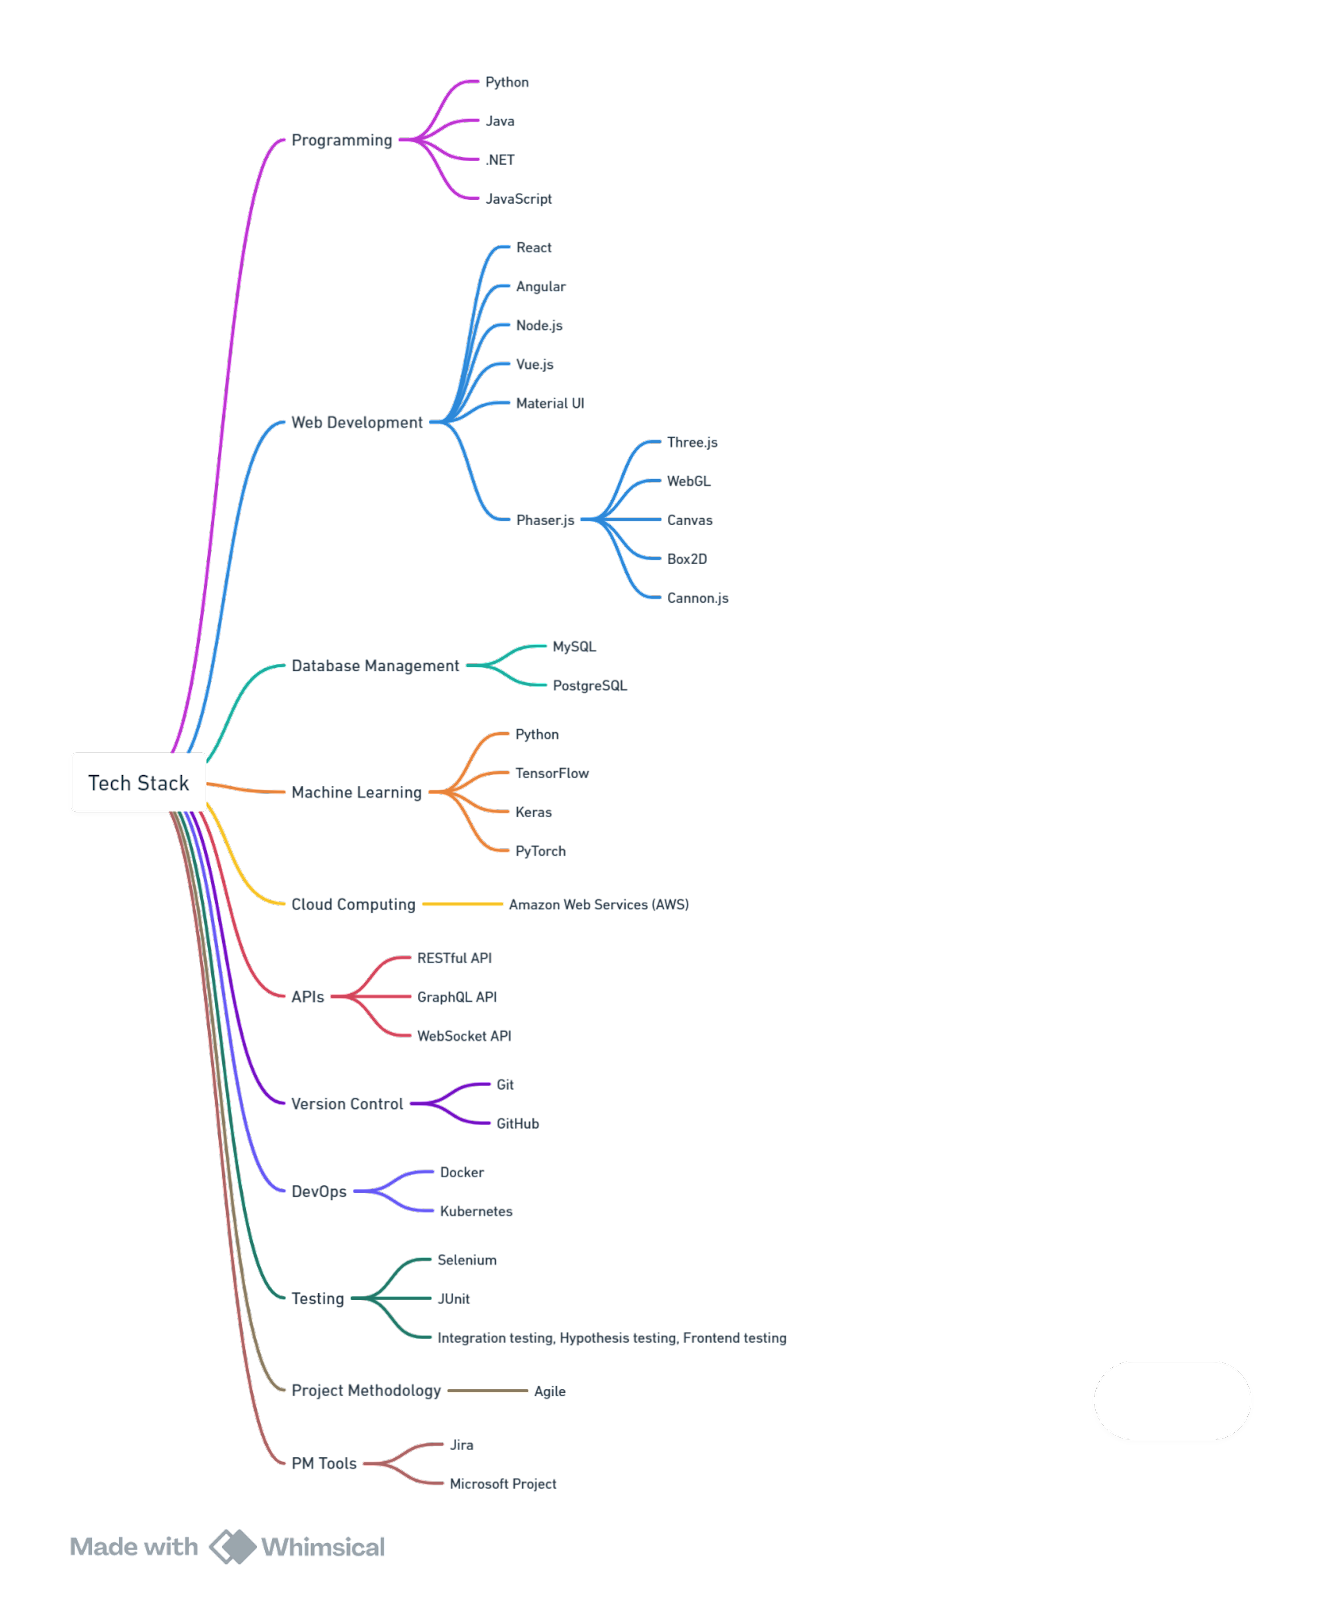 Python
Java
Programming
.NET
JavaScript
React
Angular
Node.js
Vue.js
Material UI
Web Development
Three.js
WebGL
Phaser.js
Canvas
Box2D
Cannon.js
MySQL
Database Management
PostgreSQL
Python
TensorFlow
Tech Stack
Machine Learning
Keras
PyTorch
Cloud Computing
Amazon Web Services (AWS)
RESTful API
APIs
GraphQL API
WebSocket API
Git
Version Control
GitHub
Docker
DevOps
Kubernetes
Selenium
Testing
JUnit
Integration testing, Hypothesis testing, Frontend testing
Project Methodology
Agile
Jira
PM Tools
Microsoft Project
Made with Whimsical